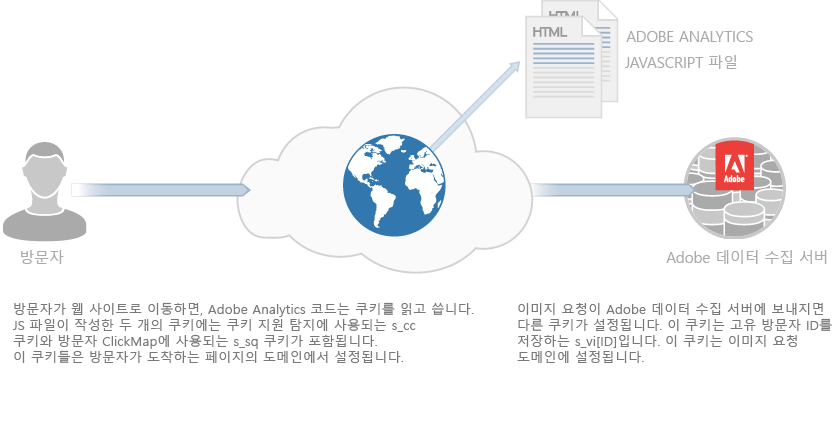 HTML
HTML
ADOBE ANALYTICS
JAVASCRIPT 파일
Adobe
방문자
Adobe 데이터 수집 서버
방문자가 웹 사이트로 이동하면, Adobe Analytics 코드는 쿠키를 읽고 씁니다.
JS 파일이 작성한 두 개의 쿠키에는 쿠키 지원 탐지에 사용되는 s_cc
쿠키와 방문자 ClickMap에 사용되는 s_sq 쿠키가 포함됩니다.
이 쿠키들은 방문자가 도착하는 페이지의 도메인에서 설정됩니다.
이미지 요청이 Adobe 데이터 수집 서버에 보내지면
다른 쿠키가 설정됩니다. 이 쿠키는 고유 방문자 ID를
저장하는 s_vi[ID]입니다. 이 쿠키는 이미지 요청
도메인에 설정됩니다.